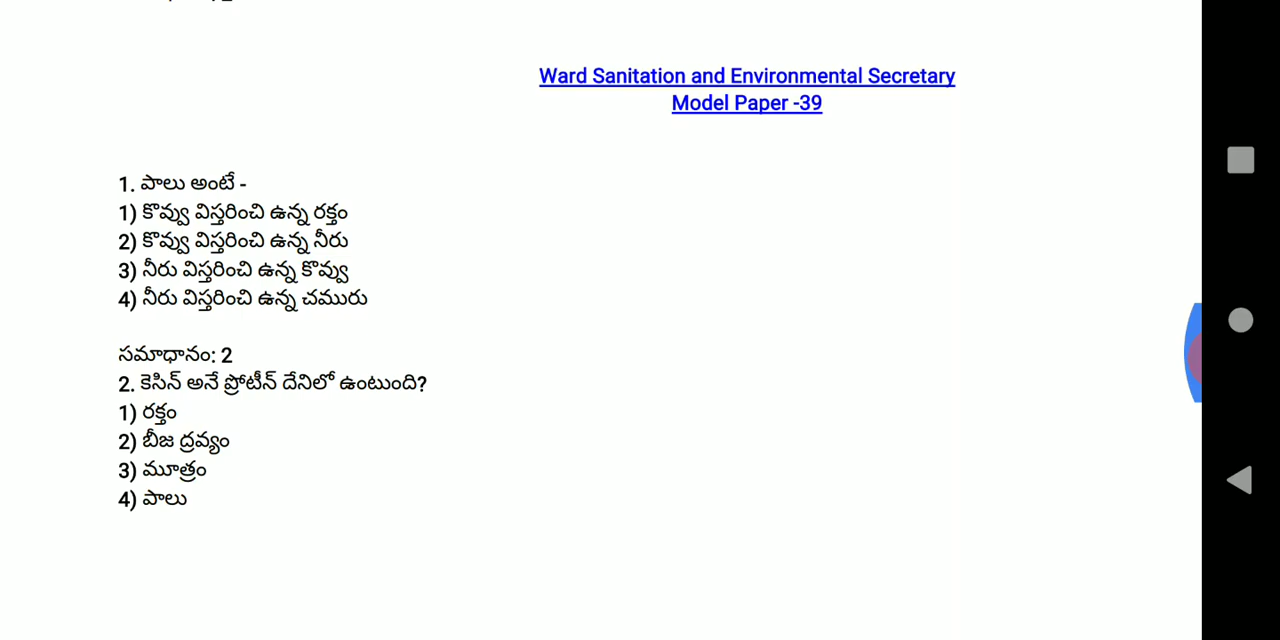 Ward Sanitation and Environmental Secretary
Model Paper -39
1. పాలు అంటే -
1) కొవ్వు విస్తరించి ఉన్న రక్తం
2) కొవ్వు విస్తరించి ఉన్న నీరు
3) నీరు విస్తరించి ఉన్న కొవ్వు
4) నీరు విస్తరించి ఉన్న చమురు
సమాధానం: 2
2. కెసిన్ అనే ప్రోటీన్ దేనిలో ఉంటుంది?
1) రక్తం
2) బీజ ద్రవ్యం
3) మూత్రం
4) పాలు